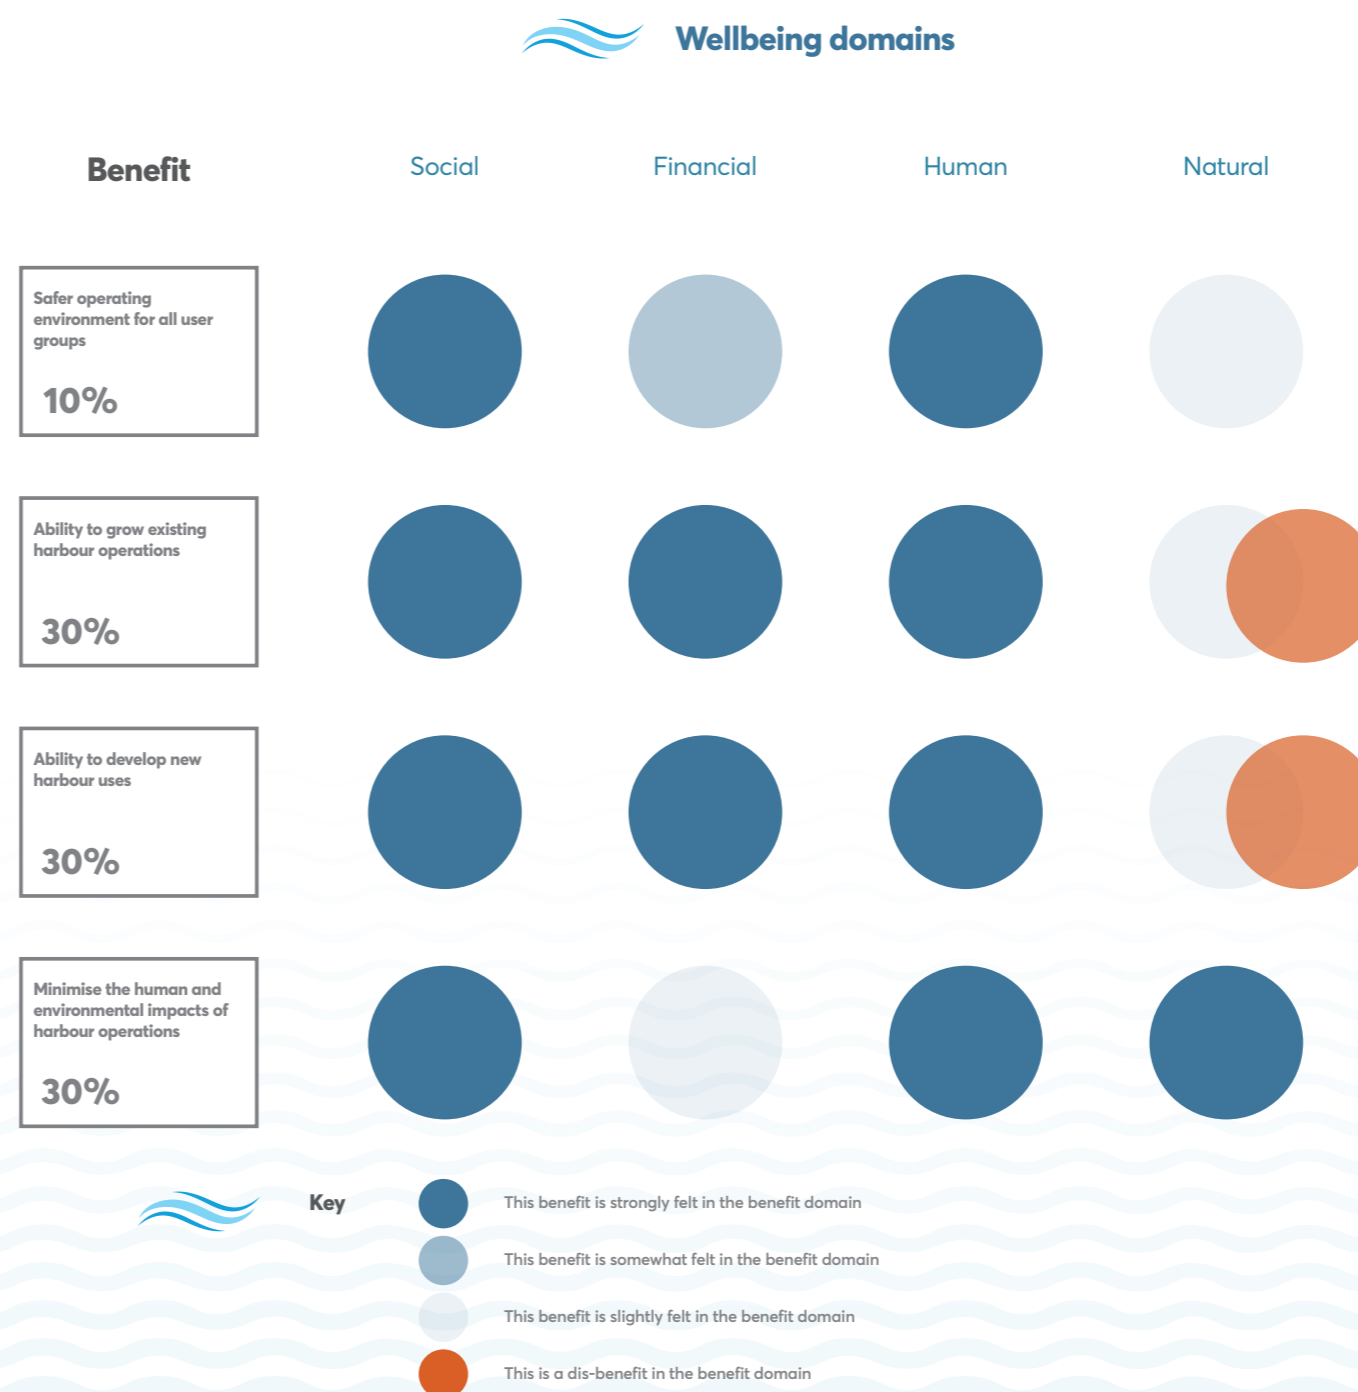 Wellbeing domains
Benefit
Social
Financial
Human
Natural
Safer operating
environment for all user
groups
10%
Ability to grow existing
harbour operations
30%
Ability to develop new
harbour uses
30%
Minimise the human and
environmental impacts of
harbour operations
30%
Key
This benefit is strongly felt in the benefit domain
This benefit is somewhat felt in the benefit domain
This benefit is slightly felt in the benefit domain
This is a dis-benefit in the benefit domain